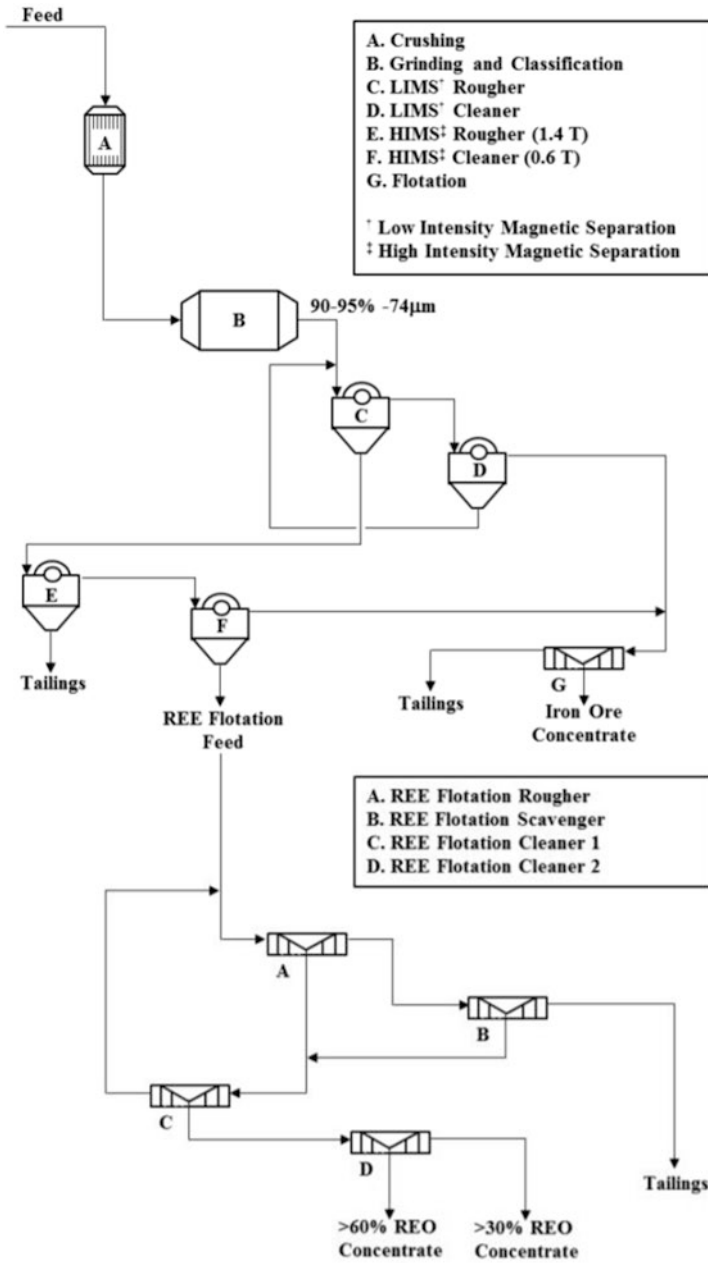 Feed
A. Crushing
B. Grinding and Classification
C. LIMS† Rougher
D. LIMS† Cleaner
E. HIMS‡ Rougher (1.4 T)
F. HIMS‡ Cleaner (0.6 T)
G. Flotation
† Low Intensity Magnetic Separation
‡ High Intensity Magnetic Separation
A
B
90-95% -74μm
C
D
E
F
Tailings
REE Flotation
Feed
G
Tailings
Iron Ore
Concentrate
A. REE Flotation Rougher
B. REE Flotation Scavenger
C. REE Flotation Cleaner 1
D. REE Flotation Cleaner 2
A
B
C
D
Tailings
>60% REO
Concentrate
>30% REO
Concentrate